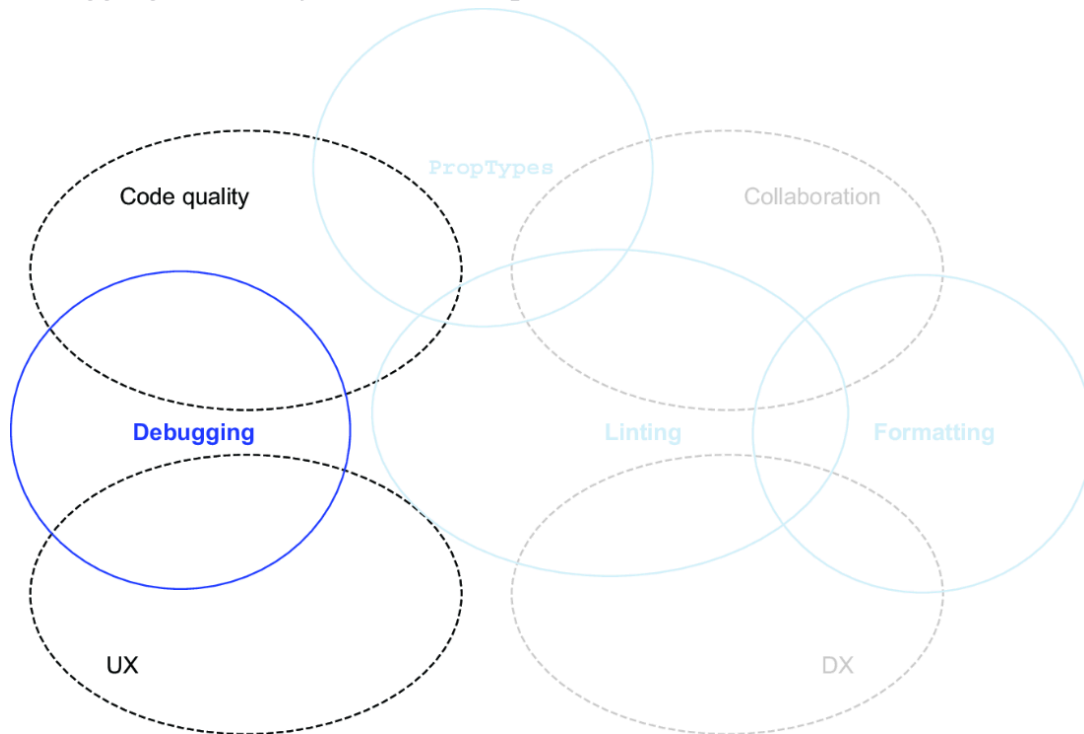 PropTypes
Code quality
Collaboration
Debugging
Linting
Formatting
UX
DX